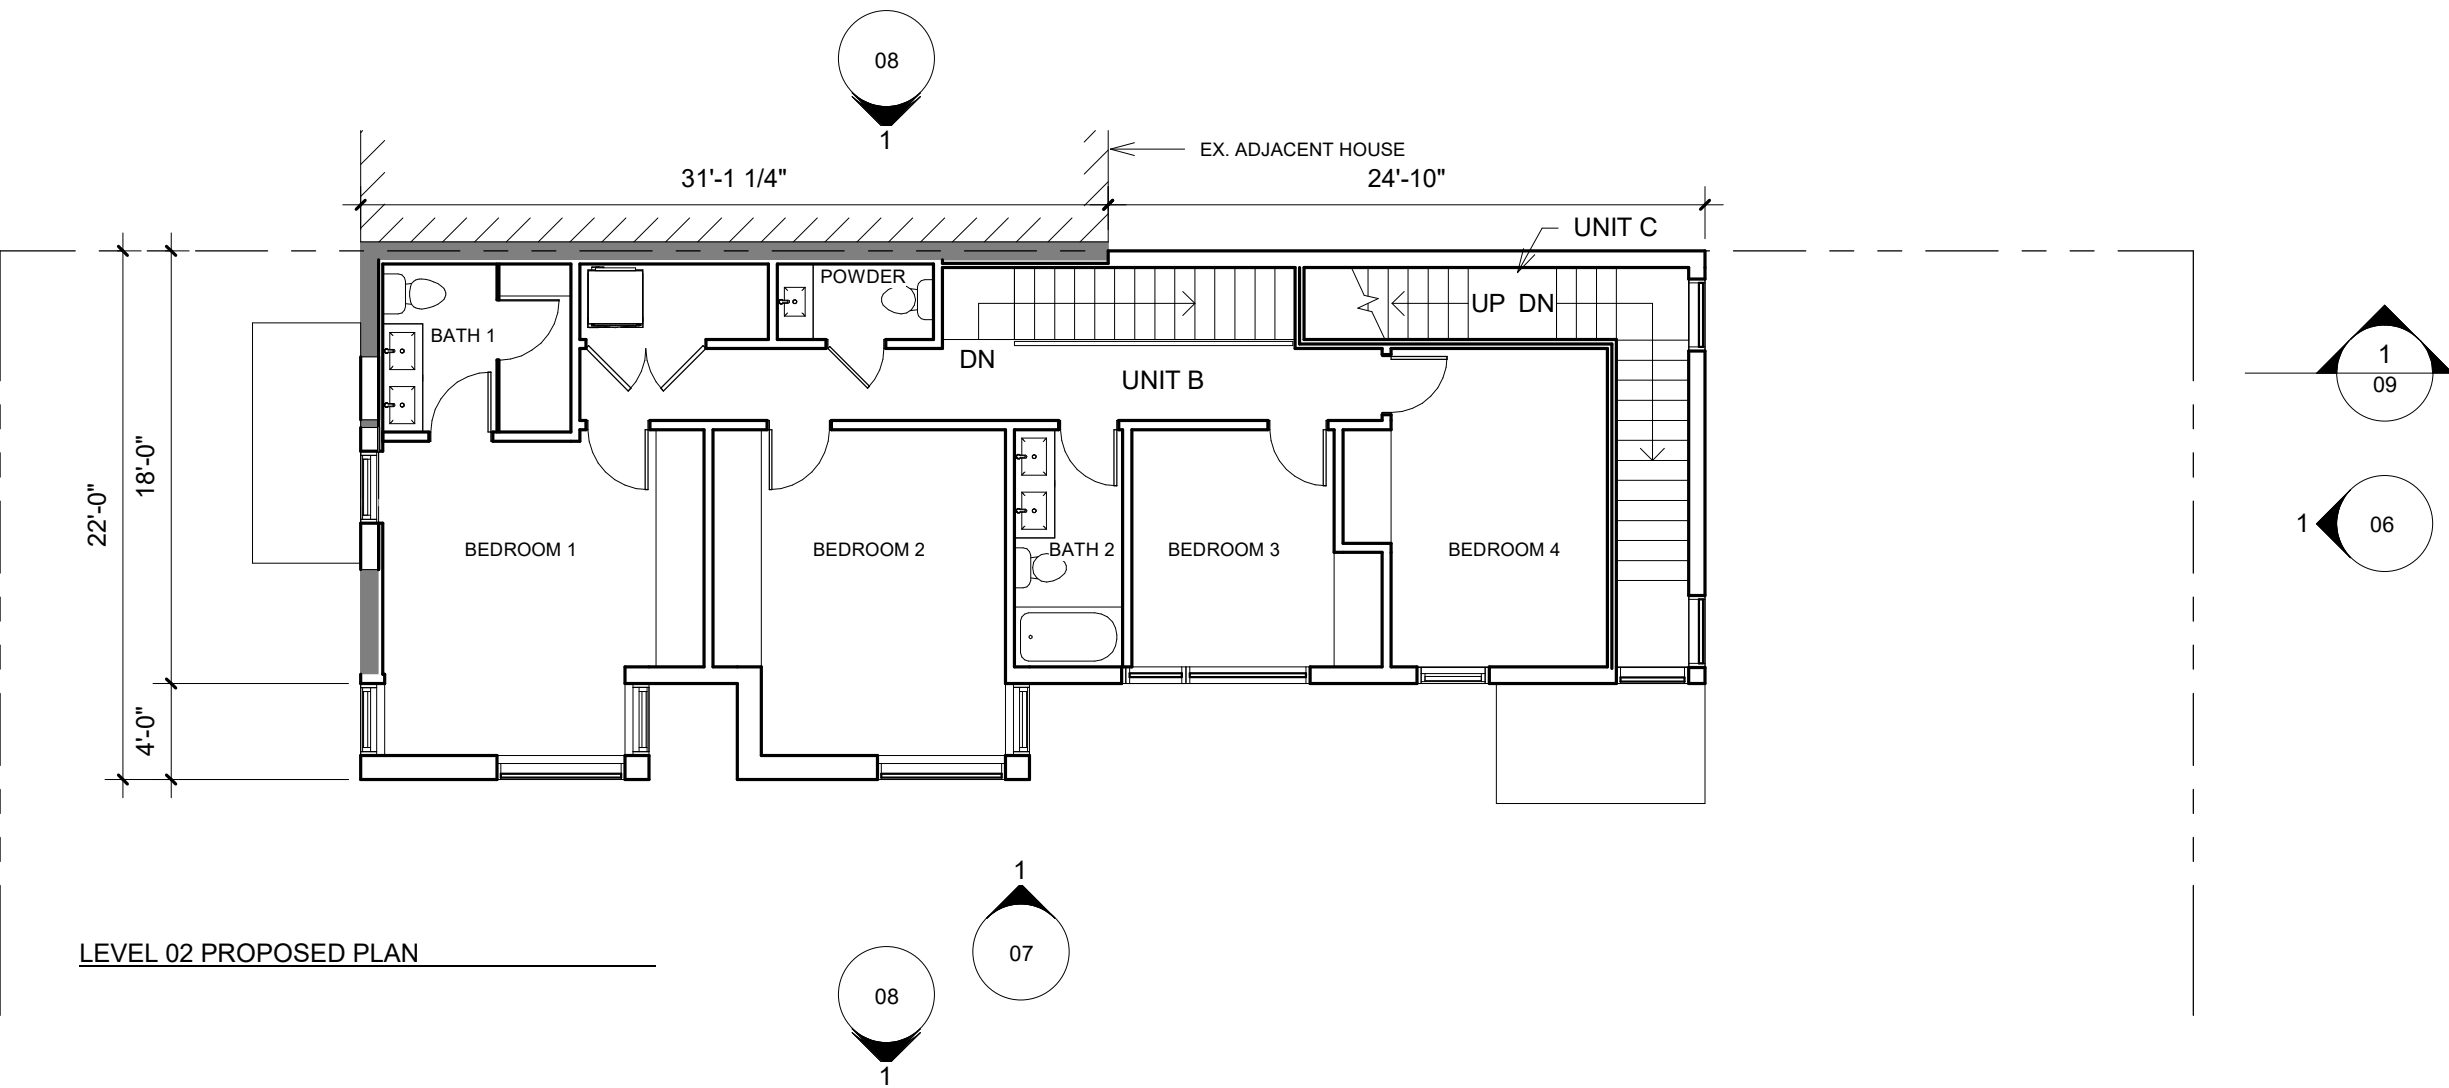 08
1
EX. ADJACENT HOUSE
31'-1 1/4"
24'-10"
UNIT C
POWDER
UP DN
BATH 1
DN
UNIT B
1
09
22'-0"
18'-0"
4'-0"
1
06
BEDROOM 1
BEDROOM 2
BATH 2
BEDROOM 3
BEDROOM 4
1
07
LEVEL 02 PROPOSED PLAN
08
1